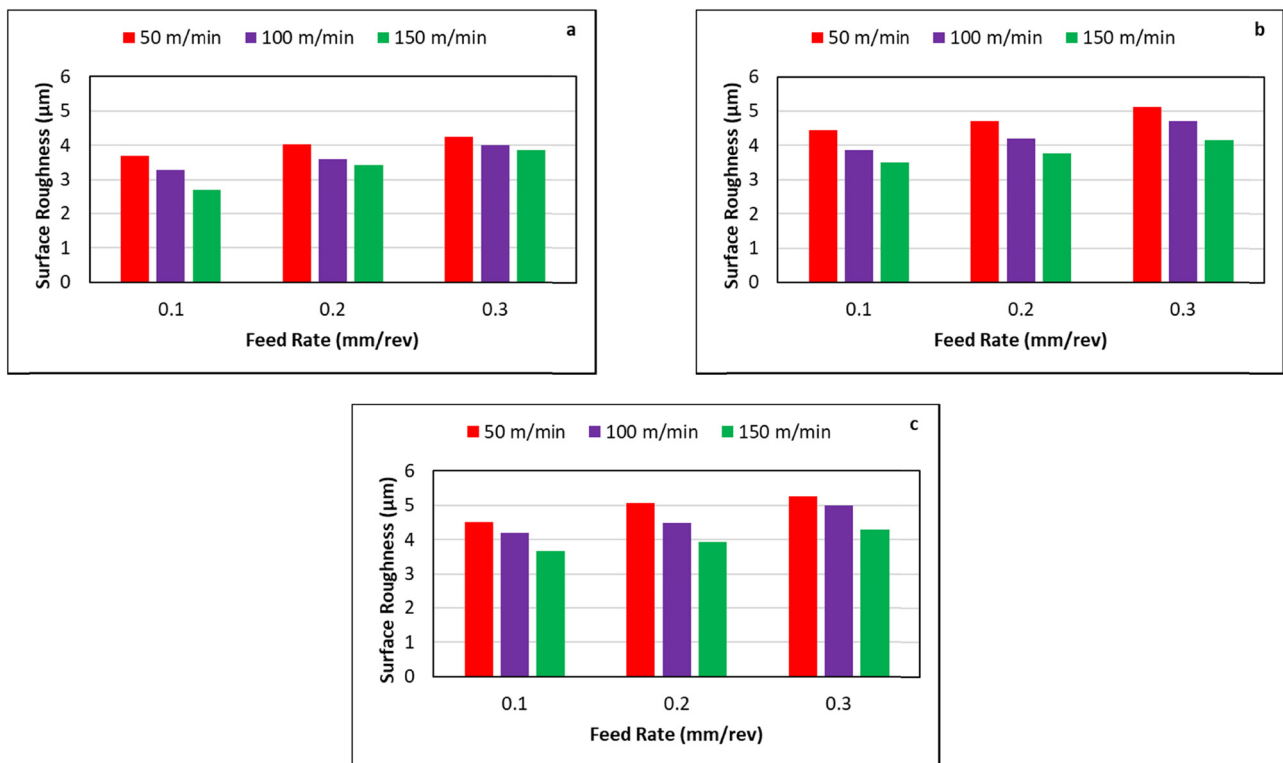 50 m/min 100 m/min 150 m/min a
Surface Roughness (µm)
6
5
4
3
2
1
0
0.1 0.2 0.3
Feed Rate (mm/rev)
50 m/min 100 m/min 150 m/min b
Surface Roughness (µm)
6
5
4
3
2
1
0
0.1 0.2 0.3
Feed Rate (mm/rev)
50 m/min 100 m/min 150 m/min c
Surface Roughness (µm)
6
5
4
3
2
1
0
0.1 0.2 0.3
Feed Rate (mm/rev)